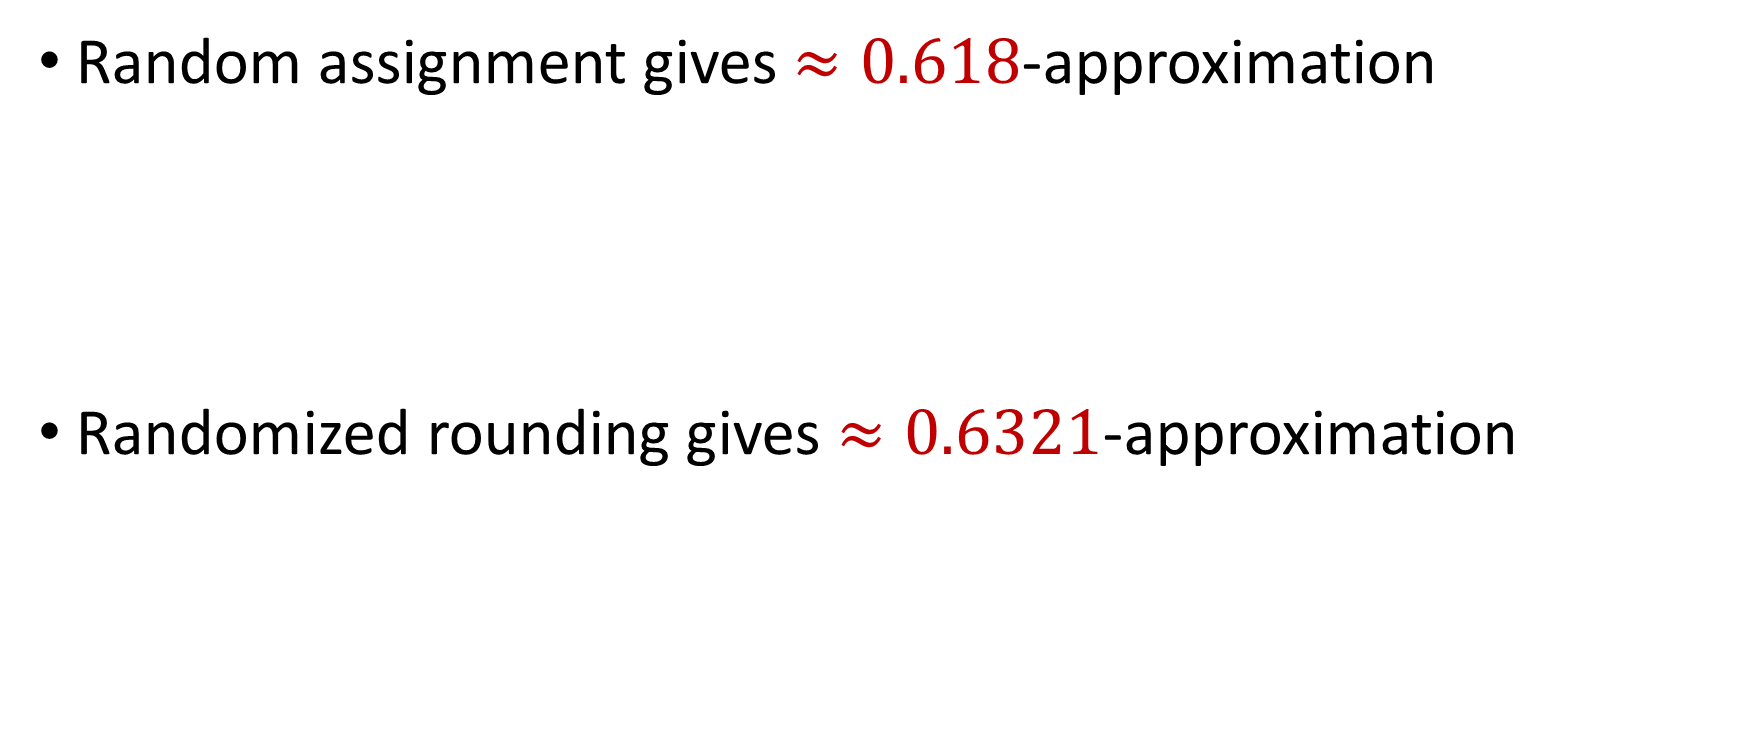 • Random assignment gives ≈ 0.618-approximation
• Randomized rounding gives ≈ 0.6321-approximation